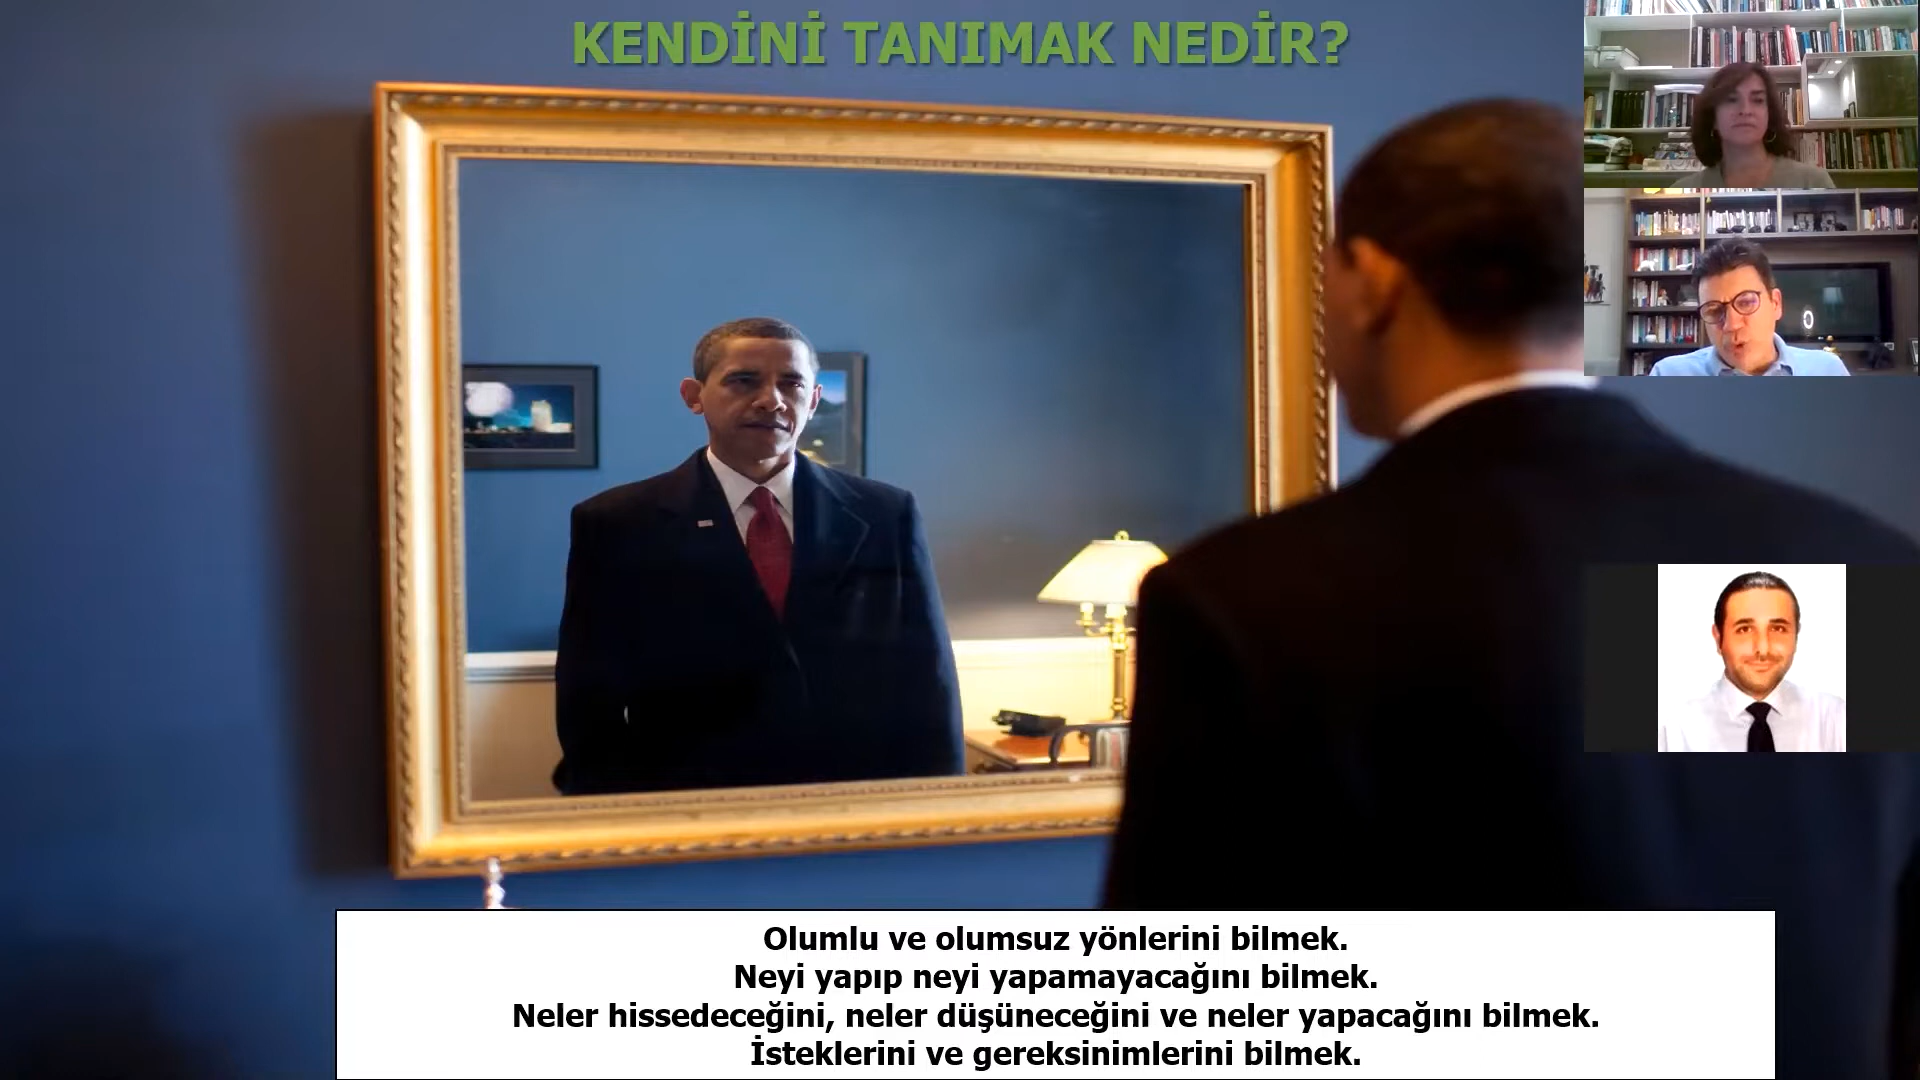 KENDİNİ TANIMAK NEDİR?
Olumlu ve olumsuz yönlerini bilmek.
Neyi yapıp neyi yapamayacağını bilmek.
Neler hissedeceğini, neler düşüneceğini ve neler yapacağını bilmek.
İsteklerini ve gereksinimlerini bilmek.